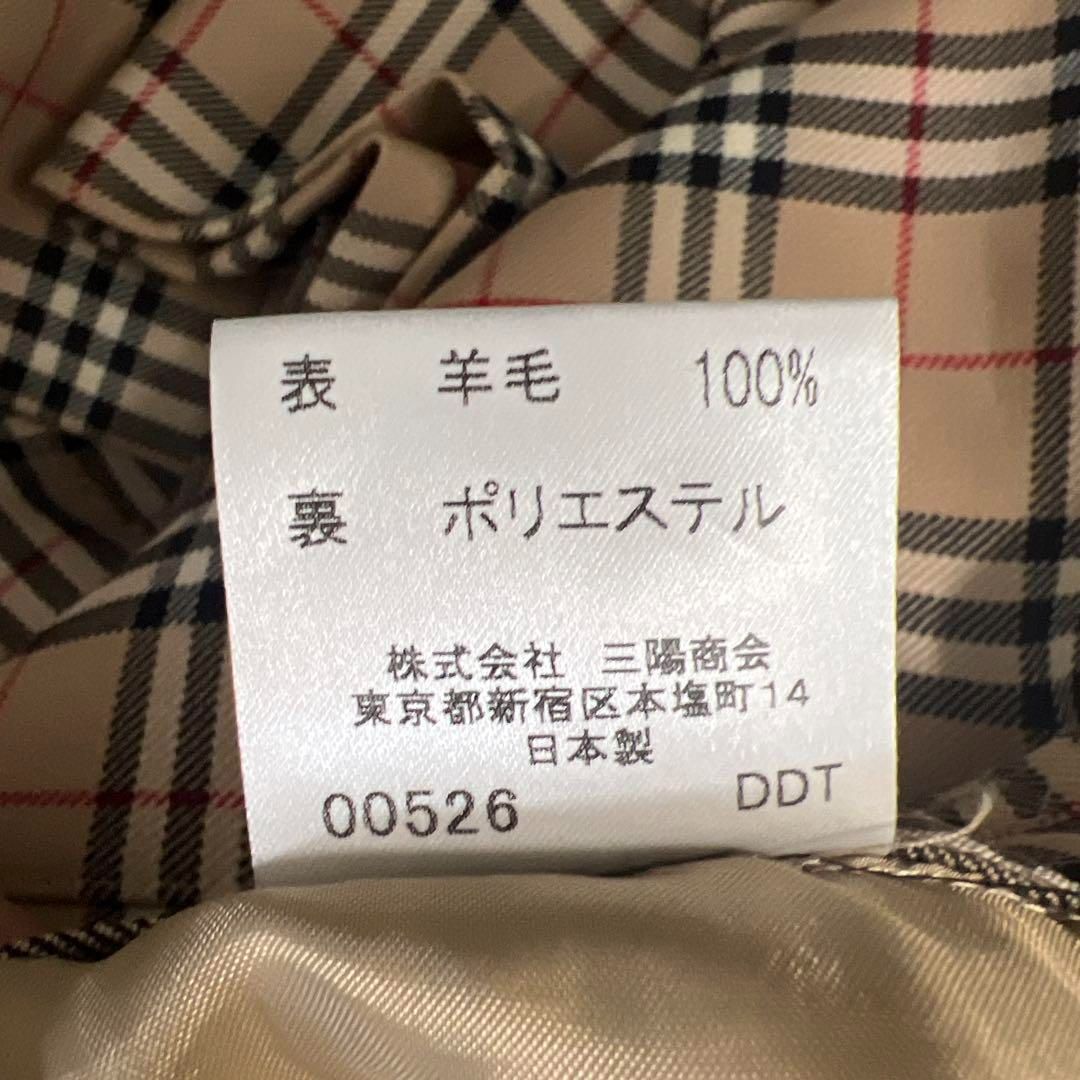 表 羊毛 100%
裏 ポリエステル
株式会社 三陽商会
東京都新宿区本塩町14
日本製
00526 DDT